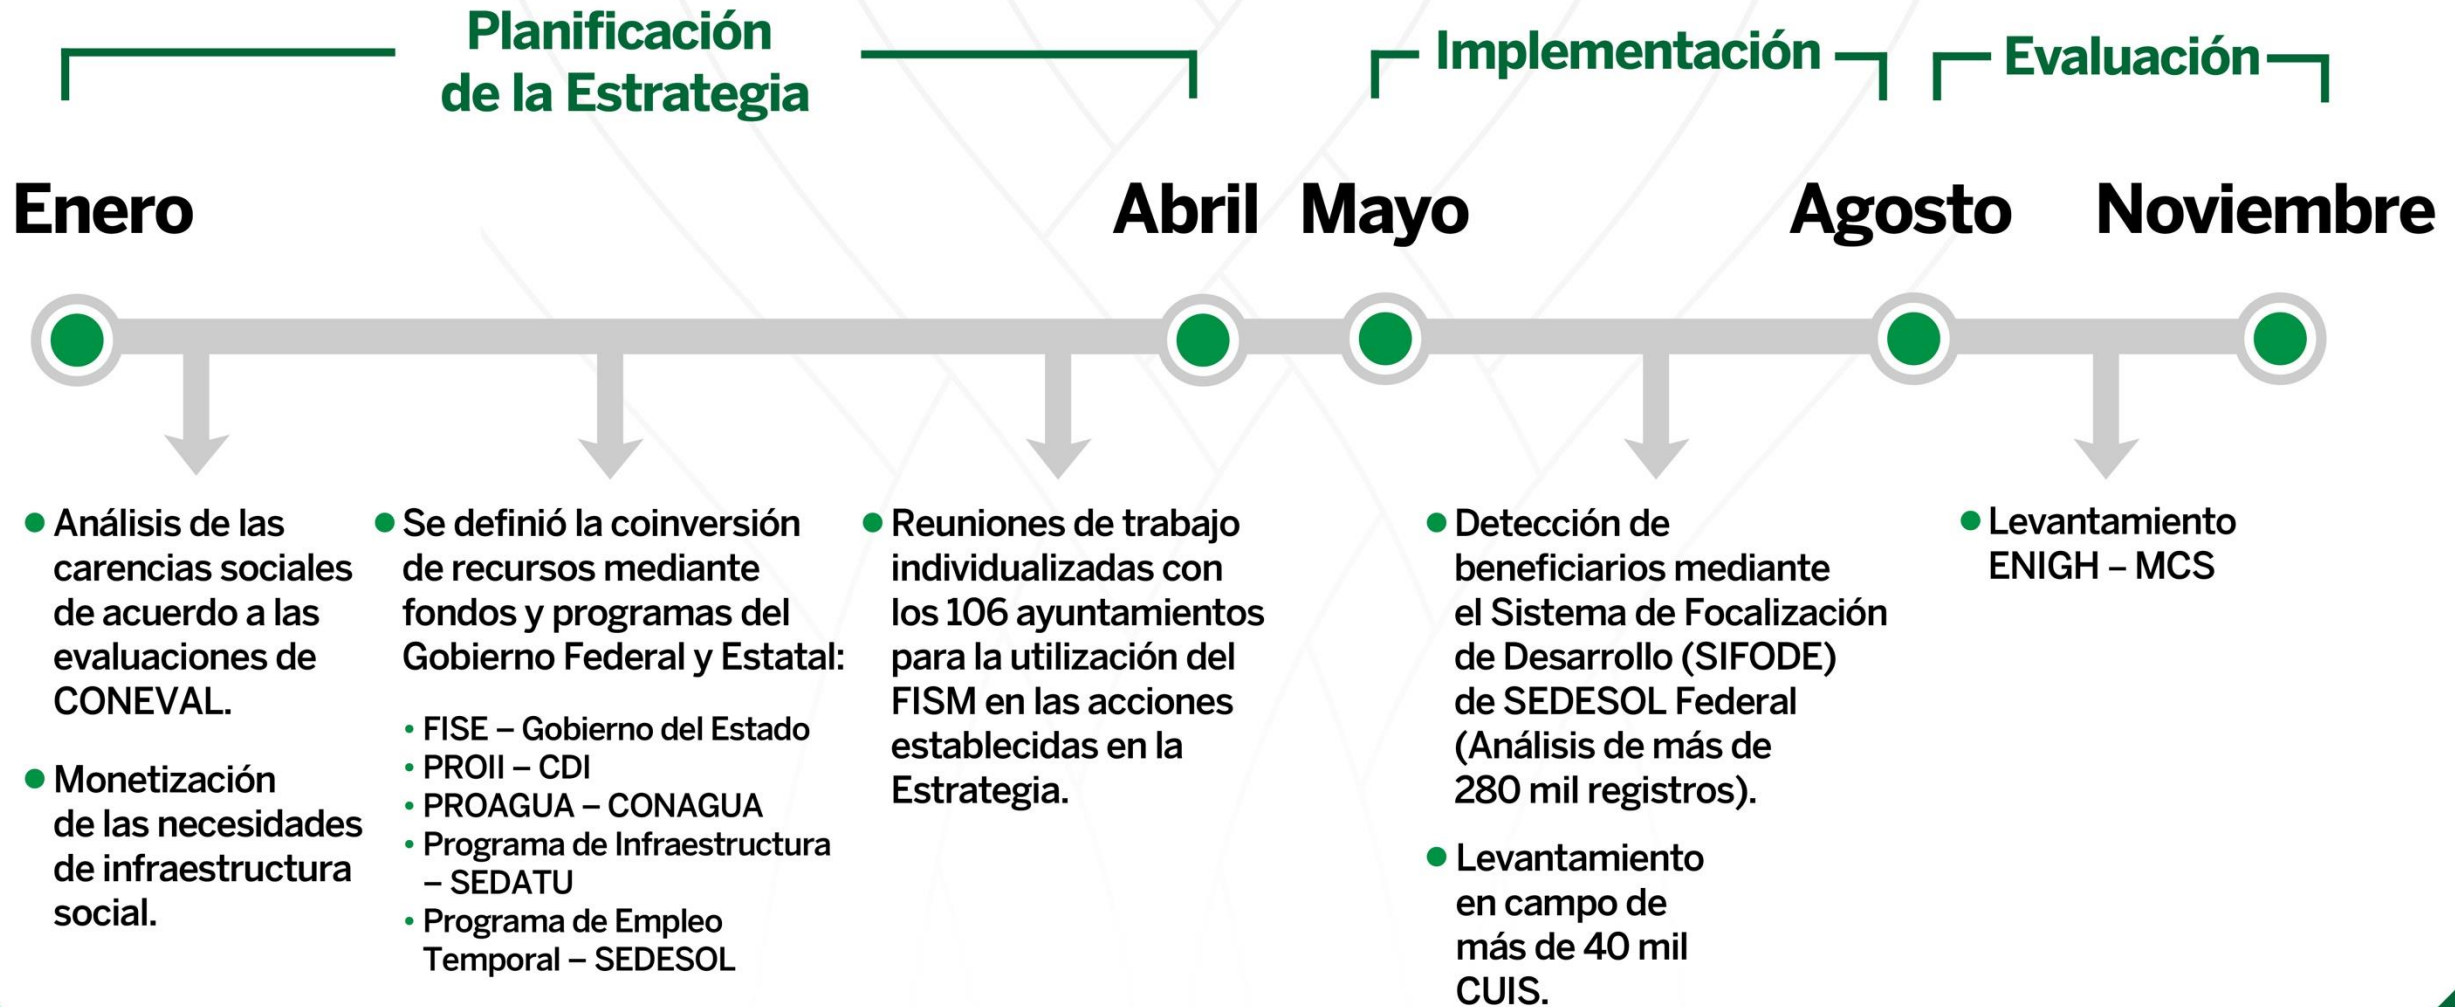 Planificación
de la Estrategia
Implementación
Evaluación
Enero
Abril
Mayo
Agosto
Noviembre
● Análisis de las
carencias sociales
de acuerdo a las
evaluaciones de
CONEVAL.
● Monetización
de las necesidades
de infraestructura
social.
● Se definió la coinversión
de recursos mediante
fondos y programas del
Gobierno Federal y Estatal:
• FISE – Gobierno del Estado
• PROII – CDI
• PROAGUA – CONAGUA
• Programa de Infraestructura
– SEDATU
• Programa de Empleo
Temporal – SEDESOL
● Reuniones de trabajo
individualizadas con
los 106 ayuntamientos
para la utilización del
FISM en las acciones
establecidas en la
Estrategia.
● Detección de
beneficiarios mediante
el Sistema de Focalización
de Desarrollo (SIFODE)
de SEDESOL Federal
(Análisis de más de
280 mil registros).
● Levantamiento
en campo de
más de 40 mil
CUIS.
● Levantamiento
ENIGH – MCS